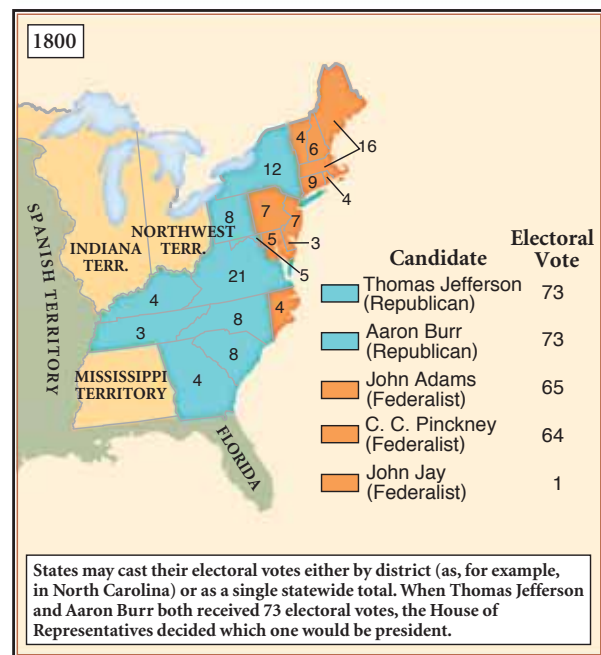 1800
16
4
6
12
9
4
8
7
7
SPANISH TERRITORY
NORTHWEST
TERR.
INDIANA
TERR.
5
3
5
21
4
3
8
4
8
4
MISSISSIPPI
TERRITORY
FLORIDA
Candidate
Electoral
Vote
Thomas Jefferson 73
(Republican)
Aaron Burr 73
(Republican)
John Adams 65
(Federalist)
C. C. Pinckney 64
(Federalist)
John Jay 1
(Federalist)
States may cast their electoral votes either by district (as, for example,
in North Carolina) or as a single statewide total. When Thomas Jefferson
and Aaron Burr both received 73 electoral votes, the House of
Representatives decided which one would be president.